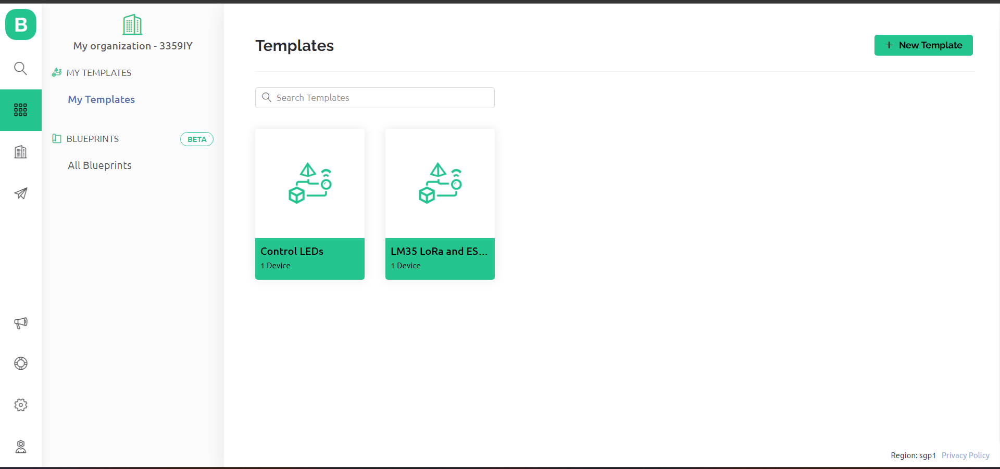 B
My organization - 3359IY
MY TEMPLATES
My Templates
BLUEPRINTS
BETA
All Blueprints
Templates
+ New Template
Search Templates
Control LEDs
1 Device
LM35 LoRa and ES...
1 Device
Region: sgp1 Privacy Policy